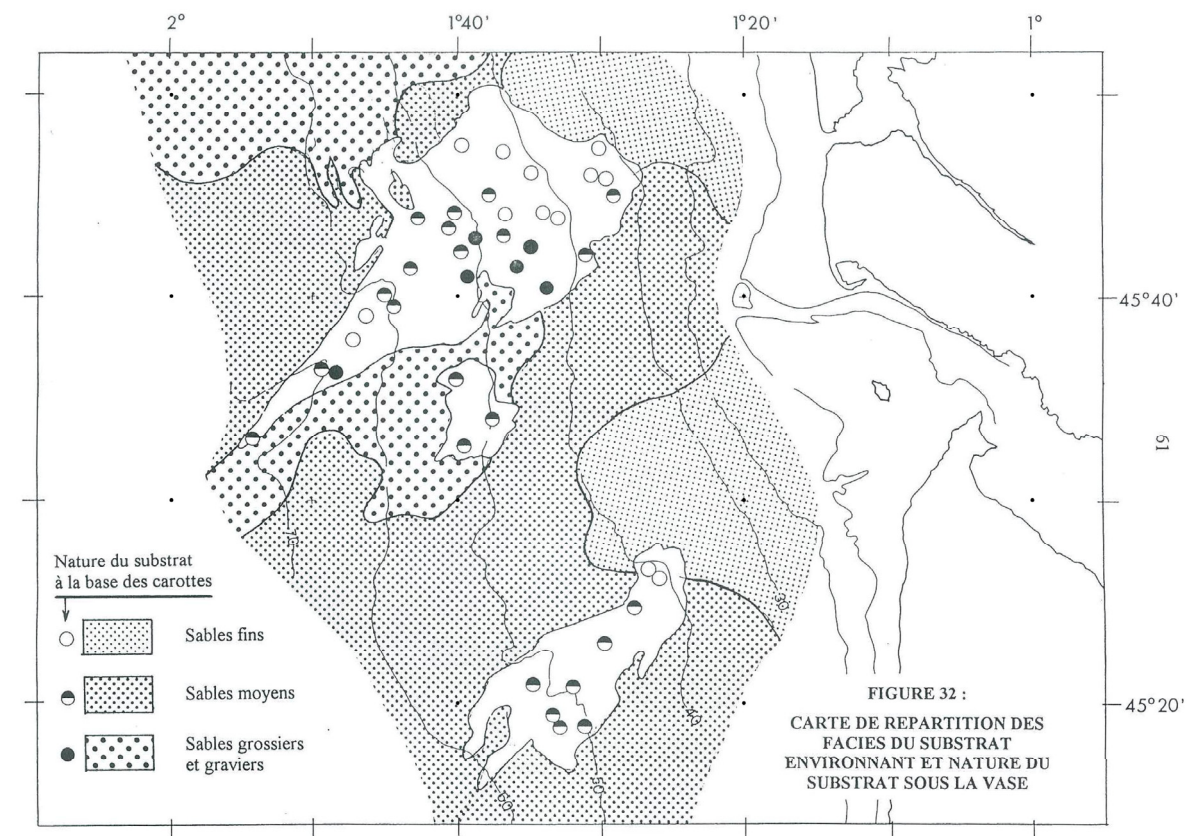 2°
1°40'
1°20'
1°
45°40'
61
70
30
Nature du substrat
à la base des carottes
Sables fins
Sables moyens
Sables grossiers
et graviers
45°20'
40
50
60
FIGURE 32 :
CARTE DE REPARTITION DES
FACIES DU SUBSTRAT
ENVIRONNANT ET NATURE DU
SUBSTRAT SOUS LA VASE